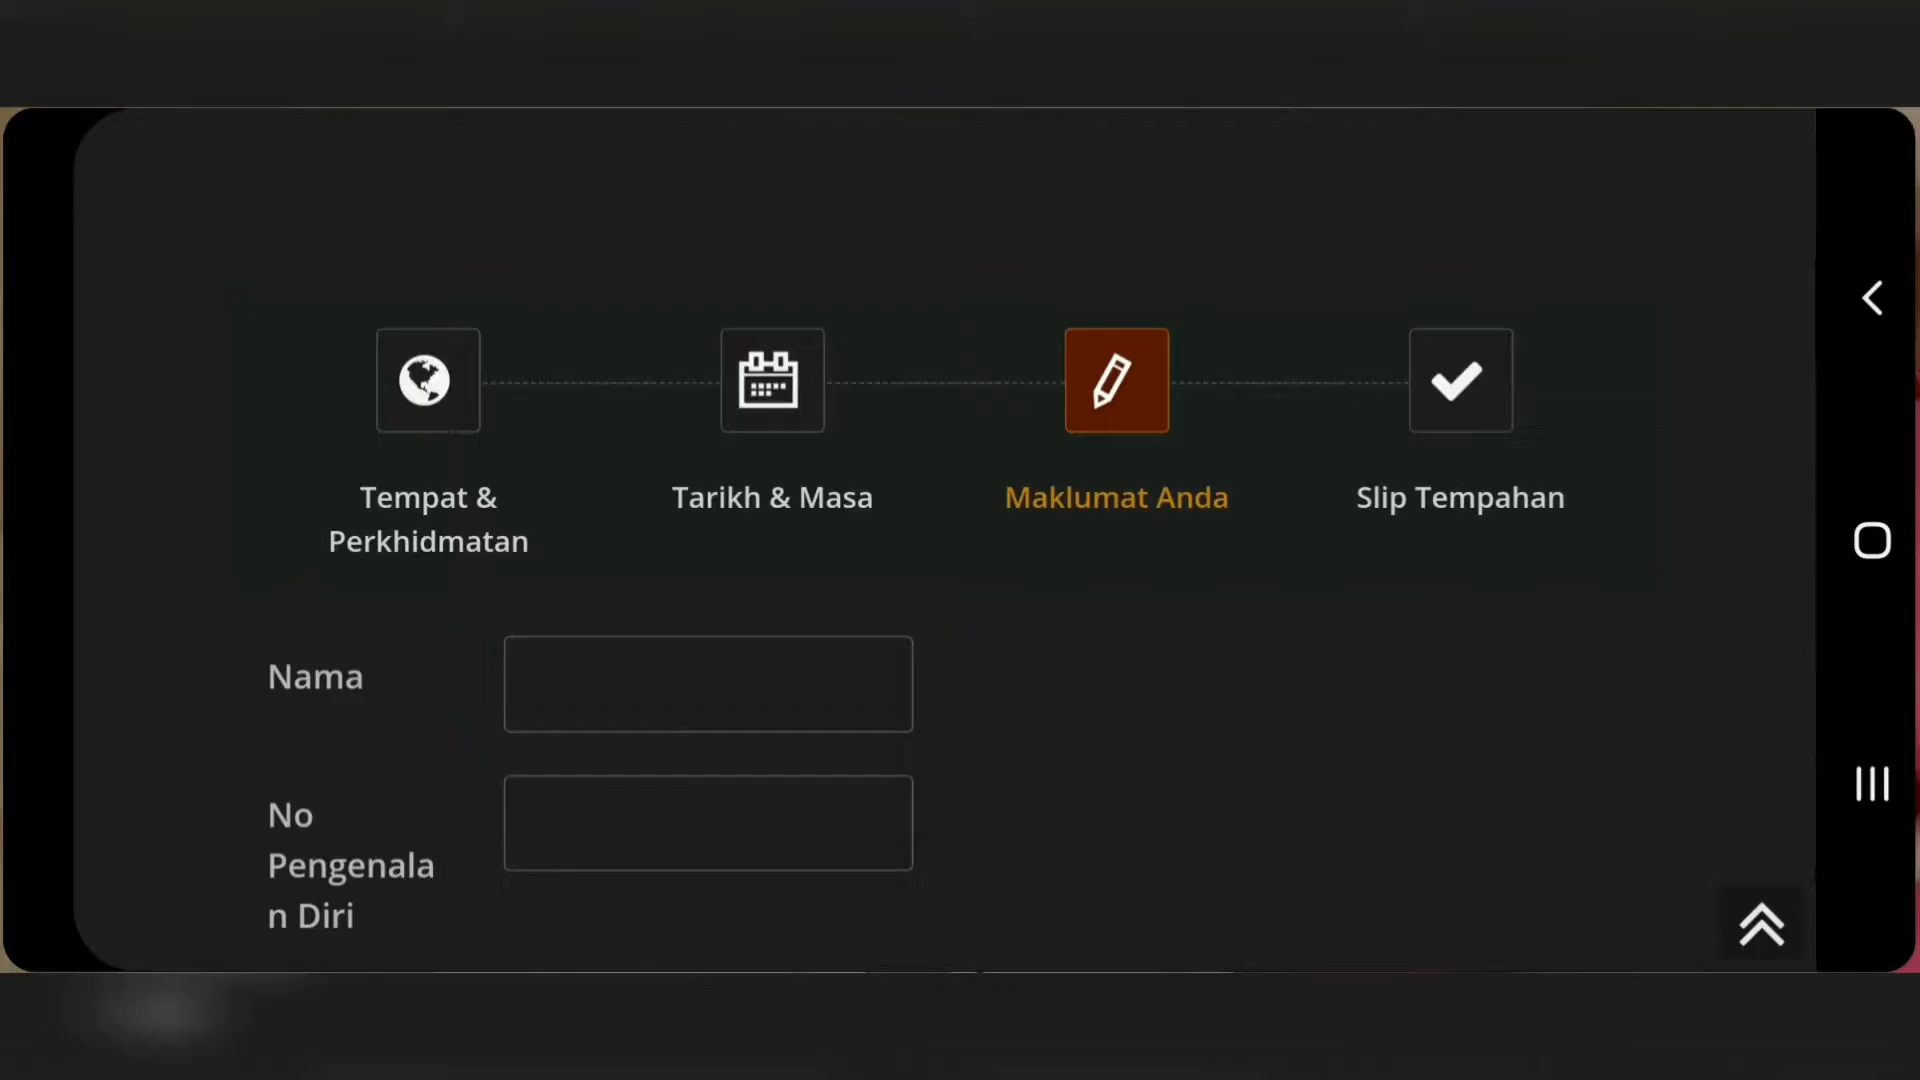 Tempat &
Perkhidmatan
Tarikh & Masa
Maklumat Anda
Slip Tempahan
Nama
No
Pengenala
n Diri